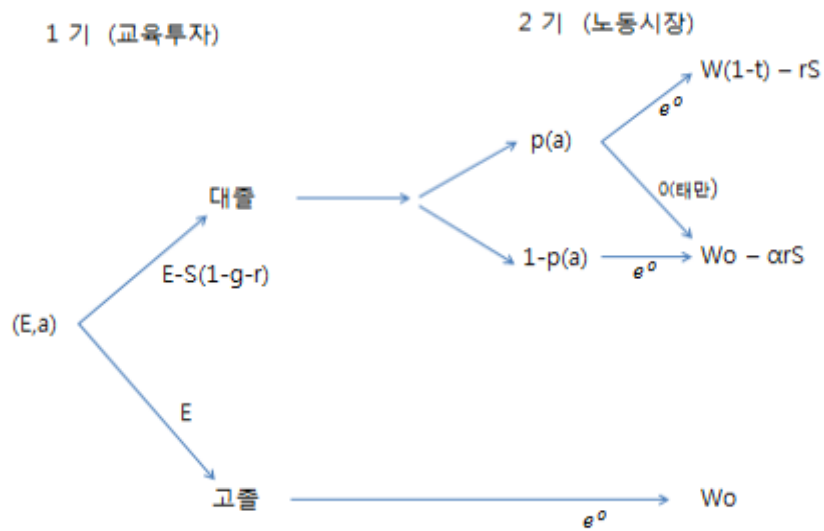 1 기 (교육투자)
2 기 (노동시장)
W(1-t) – rS
e⁰
p(a)
0(태만)
대졸
1-p(a)
e⁰
Wo – αrS
E-S(1-g-r)
(E,a)
E
고졸
e⁰
Wo